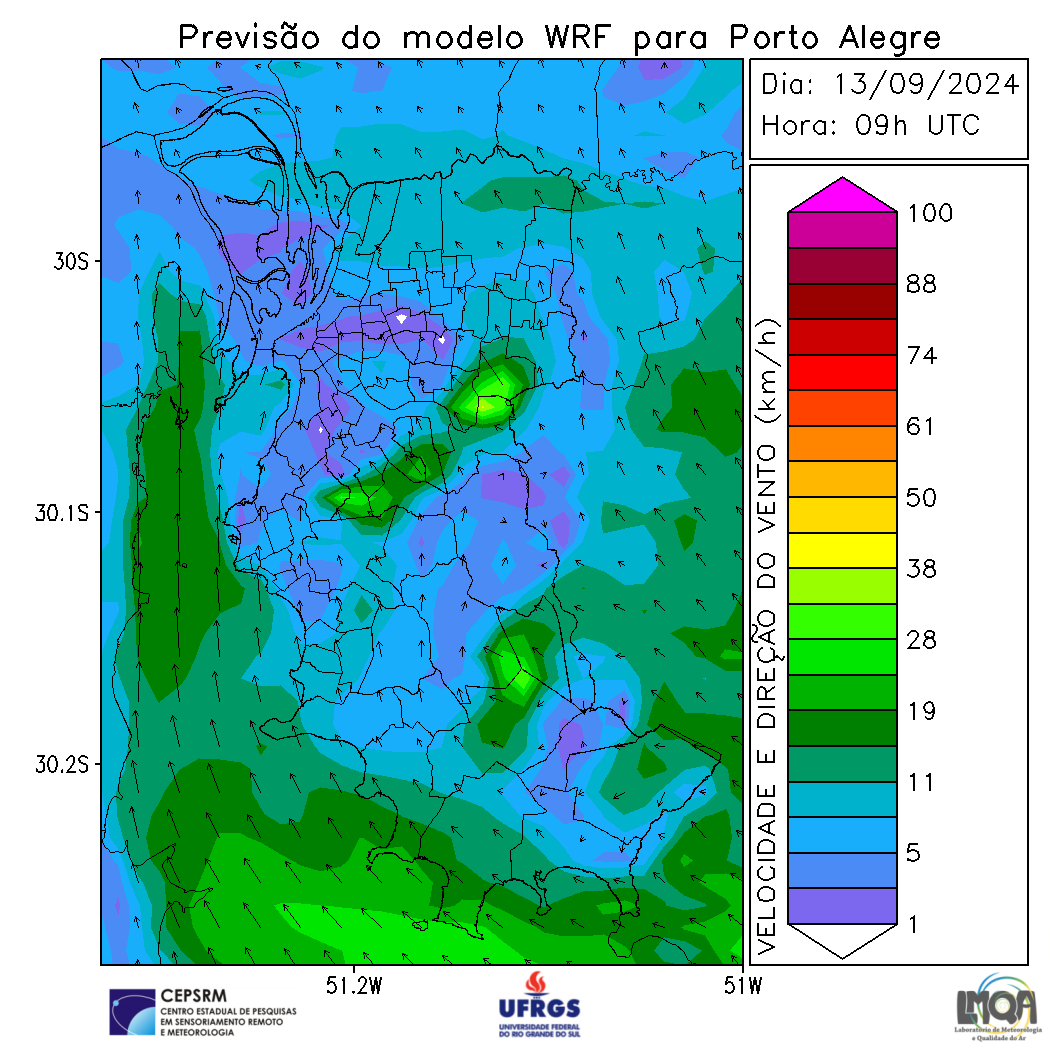 Previsão do modelo WRF para Porto Alegre
Dia: 13/09/2024
Hora: 09h UTC
30S
30.1S
30.2S
51.2W
51W
VELOCIDADE E DIREÇÃO DO VENTO (km/h)
100
88
74
61
50
38
28
19
11
5
1
CEPSRM
CENTRO ESTADUAL DE PESQUISAS
EM SENSORIAMENTO REMOTO
E METEOROLOGIA
UFRGS
UNIVERSIDADE FEDERAL
DO RIO GRANDE DO SUL
LMQA
Laboratório de Meteorologia
e Qualidade do Ar